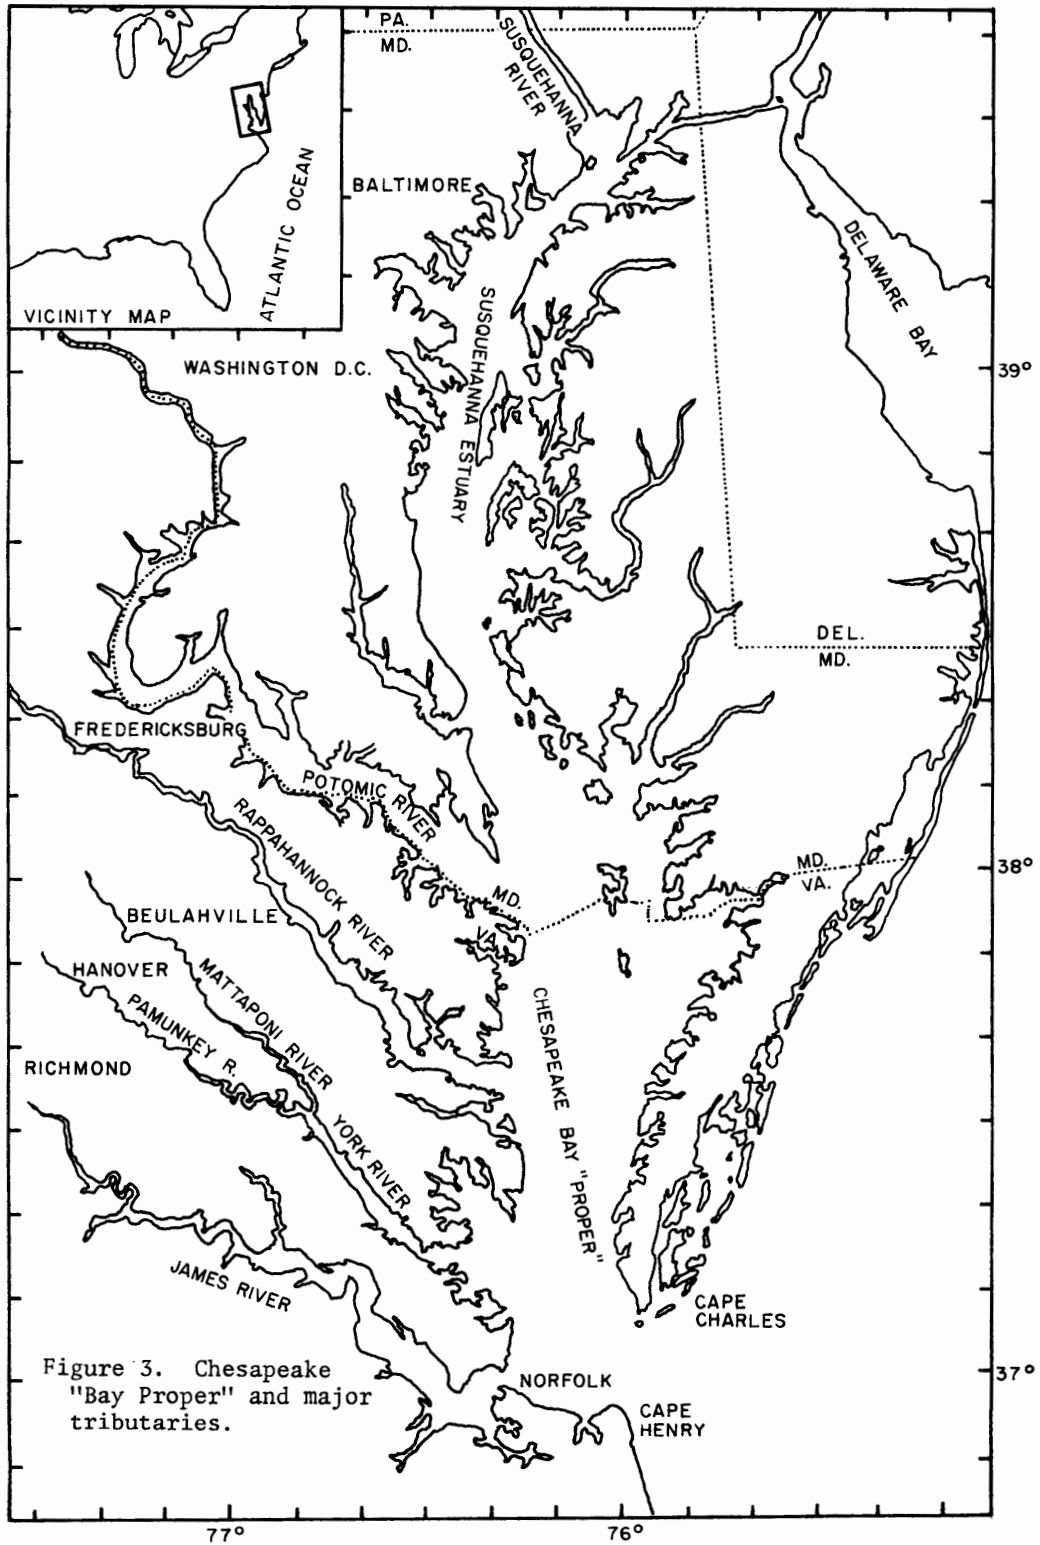 PA.
MD.
SUSQUEHANNA
RIVER
BALTIMORE
ATLANTIC OCEAN
VICINITY MAP
DELAWARE BAY
SUSQUEHANNA ESTUARY
WASHINGTON D.C.
39°
DEL.
MD.
FREDERICKSBURG
POTOMIC RIVER
RAPPAHANNOCK RIVER
MD.
VA.
38°
MD.
VA.
BEULAHVILLE
HANOVER
MATTAPONI RIVER
PAMUNKEY R.
RICHMOND
YORK RIVER
CHESAPEAKE BAY "PROPER"
JAMES RIVER
CAPE
CHARLES
Figure 3. Chesapeake
"Bay Proper" and major
tributaries.
NORFOLK
37°
CAPE
HENRY
77°
76°